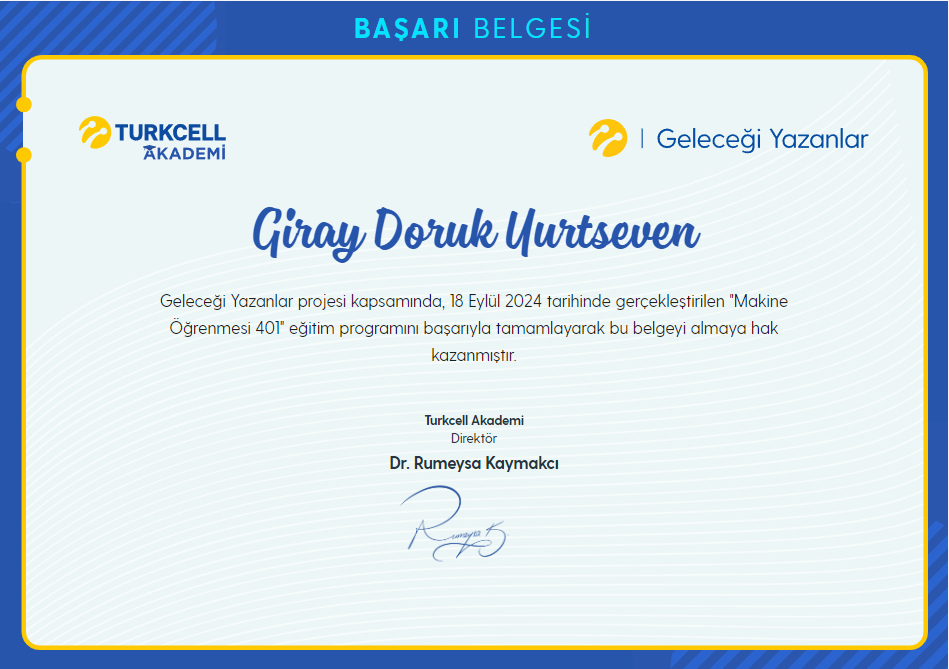 BAŞARI BELGESİ
TURKCELL
AKADEMİ
| Geleceği Yazanlar
Giray Doruk Yurtseven
Geleceği Yazanlar projesi kapsamında, 18 Eylül 2024 tarihinde gerçekleştirilen "Makine
Öğrenmesi 401" eğitim programını başarıyla tamamlayarak bu belgeyi almaya hak
kazanmıştır.
Turkcell Akademi
Direktör
Dr. Rumeysa Kaymakcı
Rumeysa K